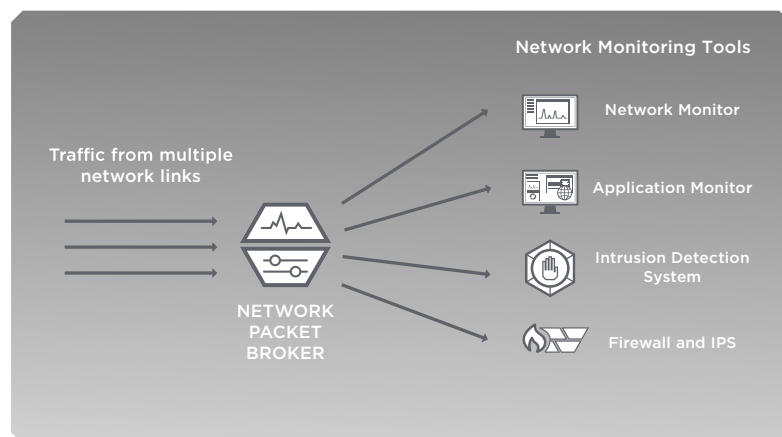 Network Monitoring Tools
Traffic from multiple
network links
NETWORK
PACKET
BROKER
Network Monitor
Application Monitor
Intrusion Detection
System
Firewall and IPS